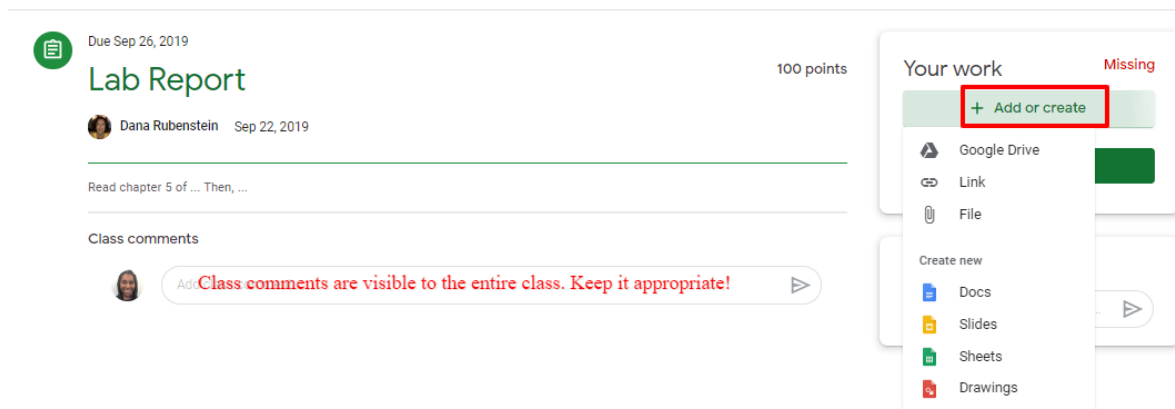 Due Sep 26, 2019
Lab Report
100 points
Dana Rubenstein Sep 22, 2019
Read chapter 5 of ... Then, ...
Class comments
Class comments are visible to the entire class. Keep it appropriate!
Your work
Missing
+ Add or create
Google Drive
Link
File
Create new
Docs
Slides
Sheets
Drawings